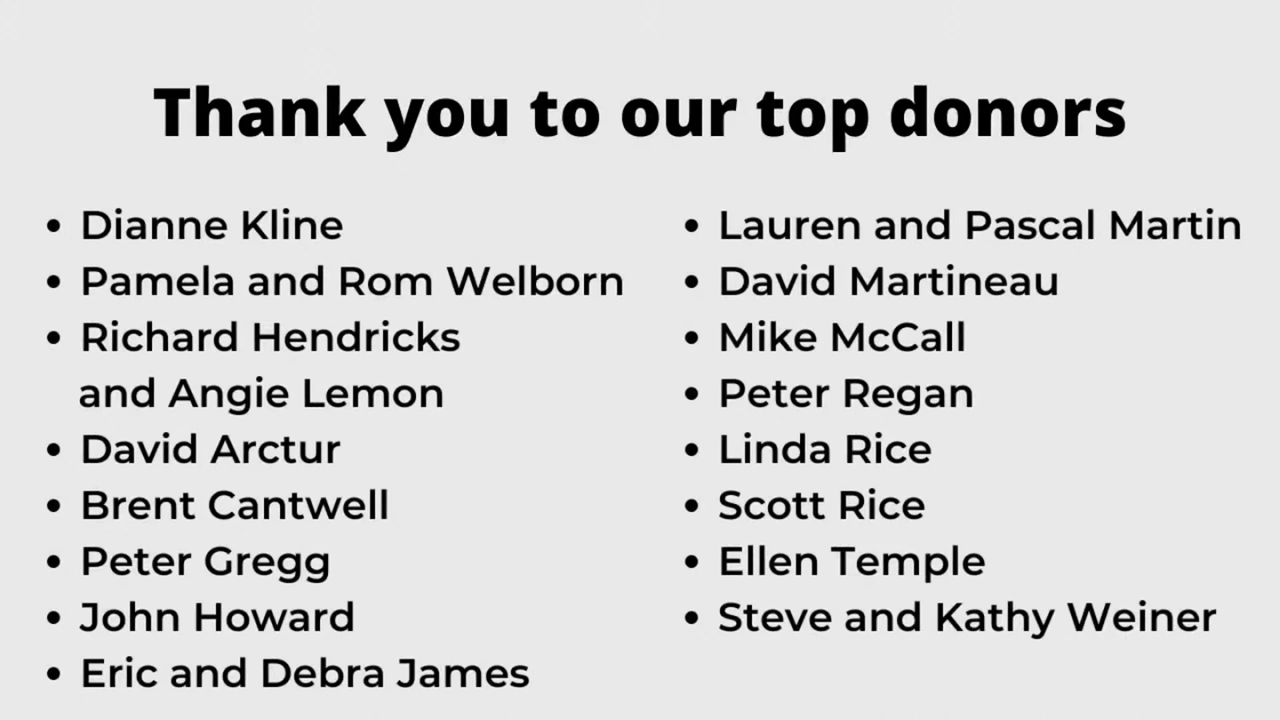 Thank you to our top donors
• Dianne Kline
• Pamela and Rom Welborn
• Richard Hendricks
and Angie Lemon
• David Arctur
• Brent Cantwell
• Peter Gregg
• John Howard
• Eric and Debra James
• Lauren and Pascal Martin
• David Martineau
• Mike McCall
• Peter Regan
• Linda Rice
• Scott Rice
• Ellen Temple
• Steve and Kathy Weiner